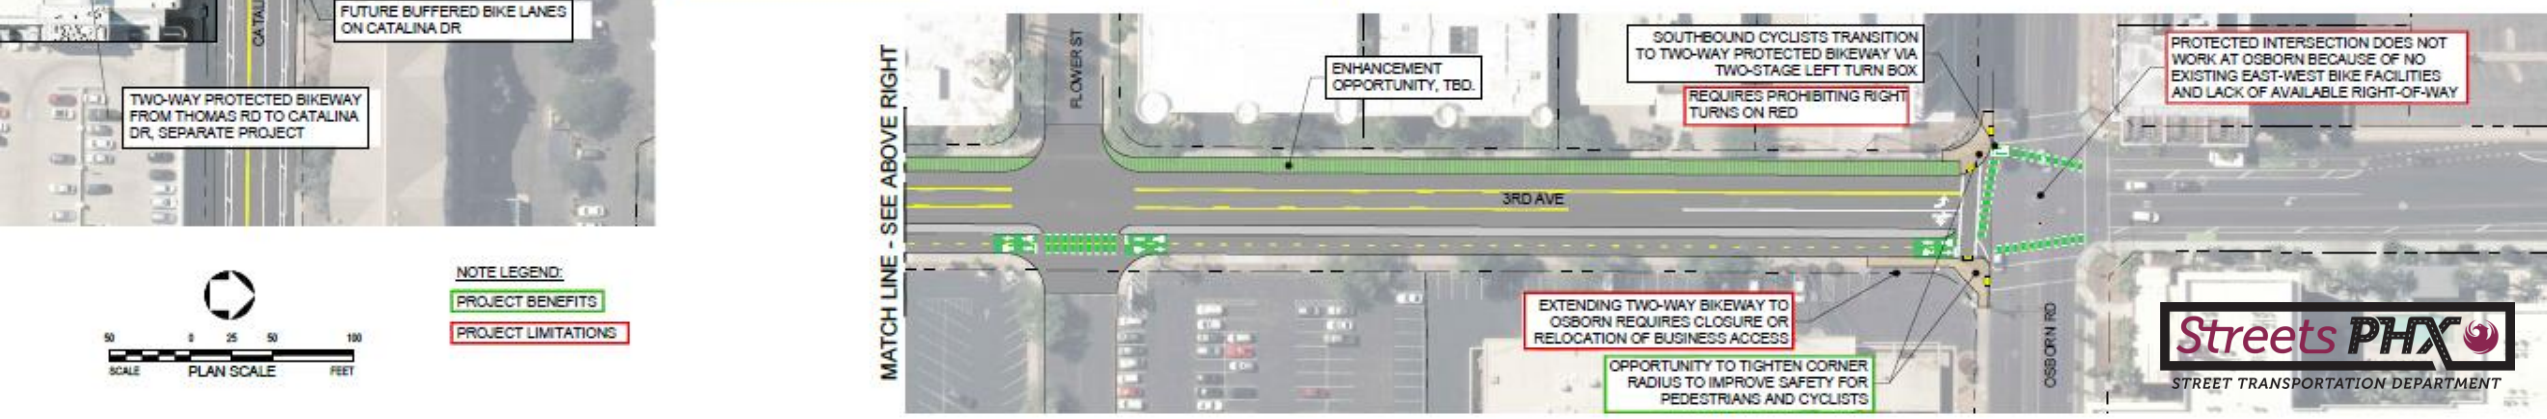 FUTURE BUFFERED BIKE LANES
ON CATALINA DR
TWO-WAY PROTECTED BIKEWAY
FROM THOMAS RD TO CATALINA
DR, SEPARATE PROJECT
NOTE LEGEND:
PROJECT BENEFITS
PROJECT LIMITATIONS
50 0 25 50 100
SCALE PLAN SCALE FEET
MATCH LINE - SEE ABOVE RIGHT
FLOWER ST
ENHANCEMENT
OPPORTUNITY, TBD.
SOUTHBOUND CYCLISTS TRANSITION
TO TWO-WAY PROTECTED BIKEWAY VIA
TWO-STAGE LEFT TURN BOX
REQUIRES PROHIBITING RIGHT
TURNS ON RED
PROTECTED INTERSECTION DOES NOT
WORK AT OSBORN BECAUSE OF NO
EXISTING EAST-WEST BIKE FACILITIES
AND LACK OF AVAILABLE RIGHT-OF-WAY
3RD AVE
EXTENDING TWO-WAY BIKEWAY TO
OSBORN REQUIRES CLOSURE OR
RELOCATION OF BUSINESS ACCESS
OPPORTUNITY TO TIGHTEN CORNER
RADIUS TO IMPROVE SAFETY FOR
PEDESTRIANS AND CYCLISTS
OSBORN RD
Streets PHX
STREET TRANSPORTATION DEPARTMENT